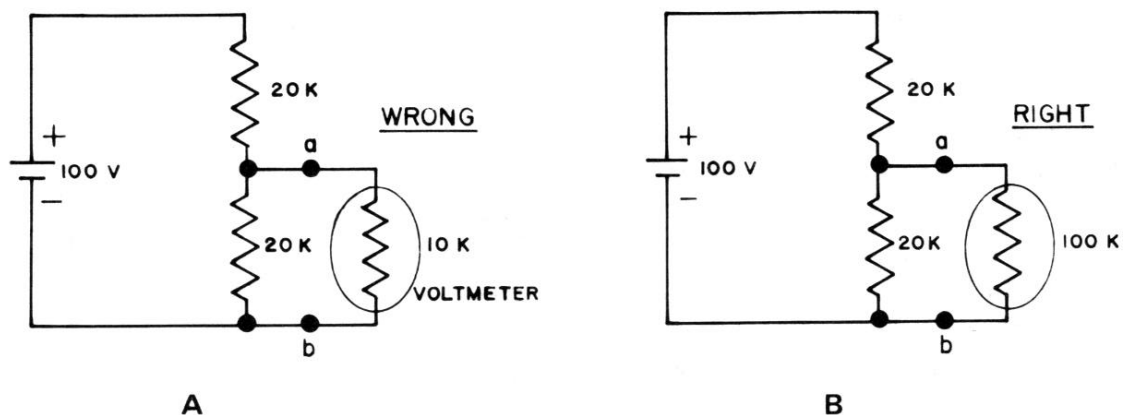 20 K
WRONG
a
+
100 V
−
20 K
10 K
VOLTMETER
b
A
20 K
RIGHT
a
+
100 V
−
20K
100 K
b
B